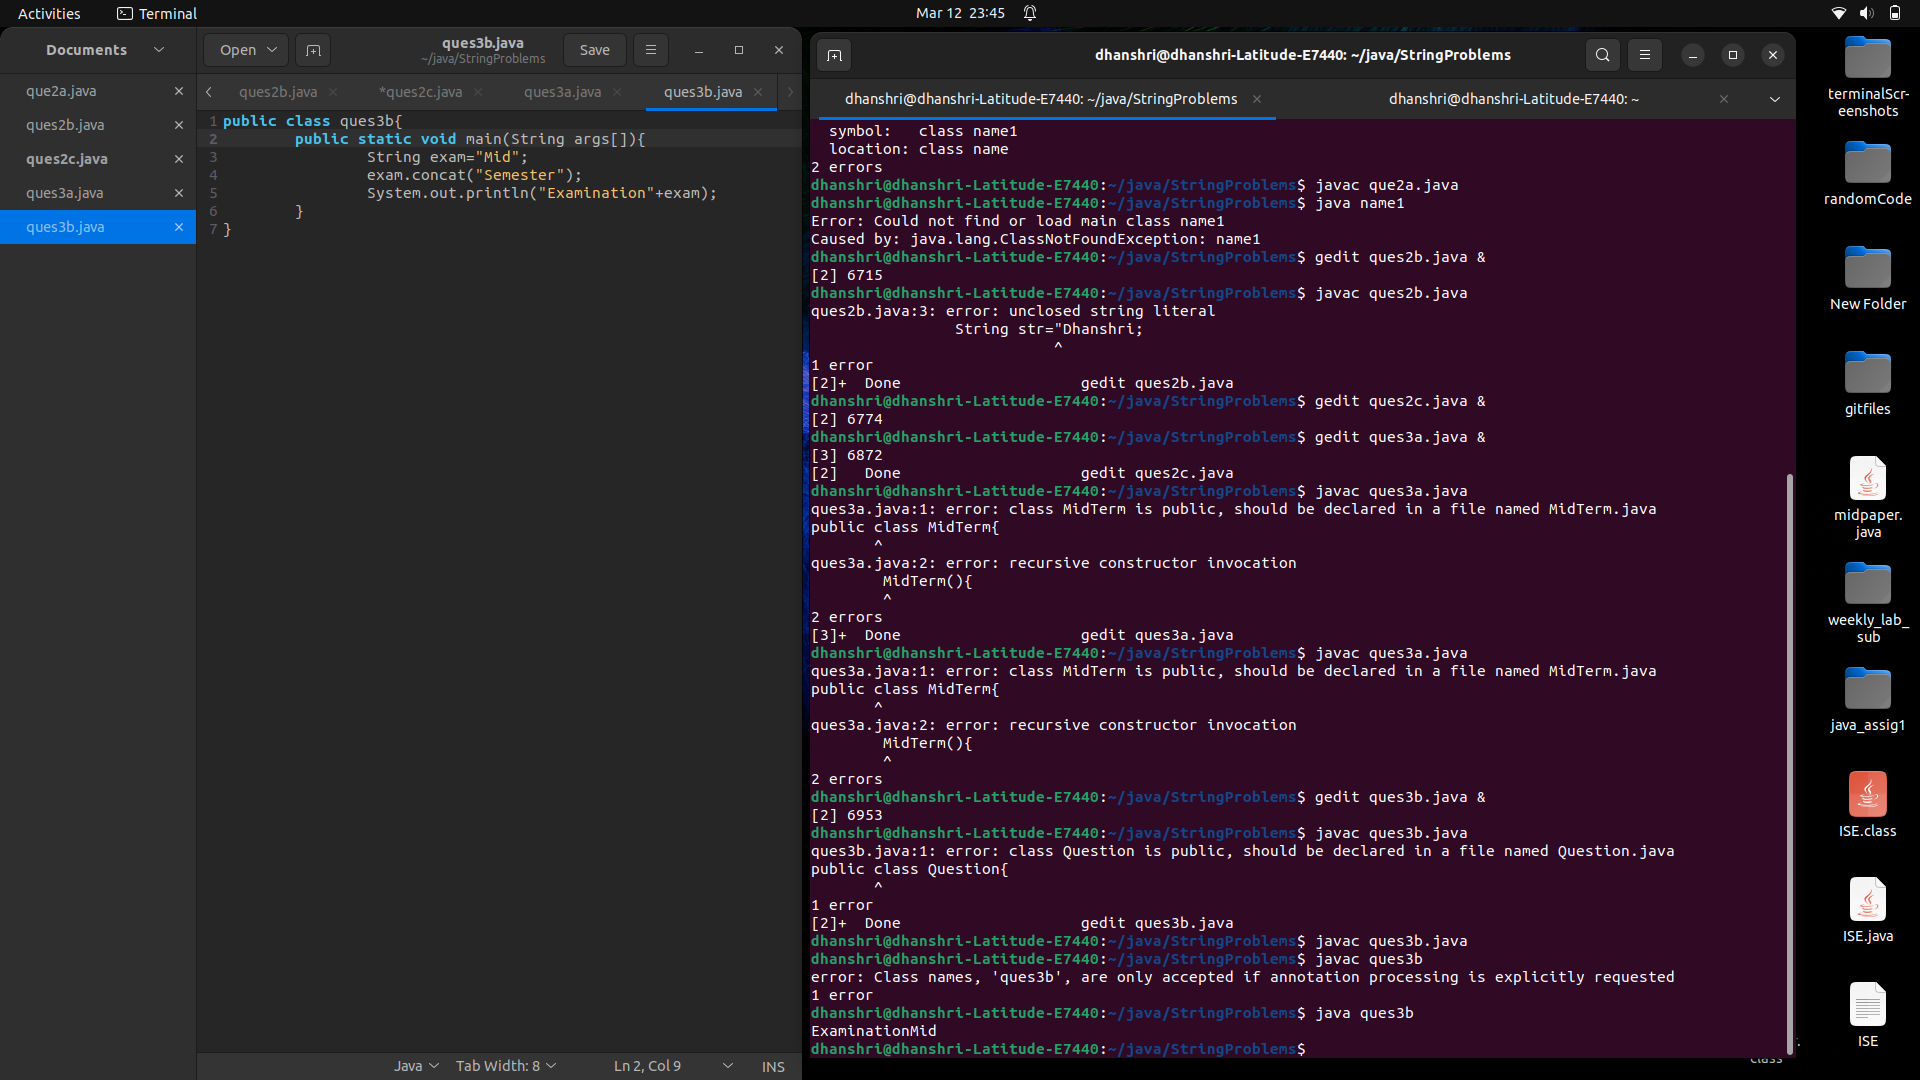 Activities
Terminal
Mar 12 23:45
Documents
que2a.java
ques2b.java
ques2c.java
ques3a.java
ques3b.java
Open
ques3b.java
~/java/StringProblems
Save
ques2b.java
*ques2c.java
ques3a.java
ques3b.java
1 public class ques3b{
2 public static void main(String args[]){
3 String exam="Mid";
4 exam.concat("Semester");
5 System.out.println("Examination"+exam);
6 }
7 }
Java
Tab Width: 8
Ln 2, Col 9
INS
dhanshri@dhanshri-Latitude-E7440: ~/java/StringProblems
dhanshri@dhanshri-Latitude-E7440: ~/java/StringProblems
dhanshri@dhanshri-Latitude-E7440: ~
symbol: class name1
location: class name
2 errors
dhanshri@dhanshri-Latitude-E7440:~/java/StringProblems$ javac que2a.java
dhanshri@dhanshri-Latitude-E7440:~/java/StringProblems$ java name1
Error: Could not find or load main class name1
Caused by: java.lang.ClassNotFoundException: name1
dhanshri@dhanshri-Latitude-E7440:~/java/StringProblems$ gedit ques2b.java &
[2] 6715
dhanshri@dhanshri-Latitude-E7440:~/java/StringProblems$ javac ques2b.java
ques2b.java:3: error: unclosed string literal
String str="Dhanshri;
^
1 error
[2]+ Done gedit ques2b.java
dhanshri@dhanshri-Latitude-E7440:~/java/StringProblems$ gedit ques2c.java &
[2] 6774
dhanshri@dhanshri-Latitude-E7440:~/java/StringProblems$ gedit ques3a.java &
[3] 6872
[2] Done gedit ques2c.java
dhanshri@dhanshri-Latitude-E7440:~/java/StringProblems$ javac ques3a.java
ques3a.java:1: error: class MidTerm is public, should be declared in a file named MidTerm.java
public class MidTerm{
^
ques3a.java:2: error: recursive constructor invocation
MidTerm(){
^
2 errors
[3]+ Done gedit ques3a.java
dhanshri@dhanshri-Latitude-E7440:~/java/StringProblems$ javac ques3a.java
ques3a.java:1: error: class MidTerm is public, should be declared in a file named MidTerm.java
public class MidTerm{
^
ques3a.java:2: error: recursive constructor invocation
MidTerm(){
^
2 errors
dhanshri@dhanshri-Latitude-E7440:~/java/StringProblems$ gedit ques3b.java &
[2] 6953
dhanshri@dhanshri-Latitude-E7440:~/java/StringProblems$ javac ques3b.java
ques3b.java:1: error: class Question is public, should be declared in a file named Question.java
public class Question{
^
1 error
[2]+ Done gedit ques3b.java
dhanshri@dhanshri-Latitude-E7440:~/java/StringProblems$ javac ques3b.java
dhanshri@dhanshri-Latitude-E7440:~/java/StringProblems$ javac ques3b
error: Class names, 'ques3b', are only accepted if annotation processing is explicitly requested
1 error
dhanshri@dhanshri-Latitude-E7440:~/java/StringProblems$ java ques3b
ExaminationMid
dhanshri@dhanshri-Latitude-E7440:~/java/StringProblems$
terminalScr-
eenshots
randomCode
New Folder
gitfiles
midpaper.
java
weekly_lab_
sub
java_assig1
ISE.class
ISE.java
ISE